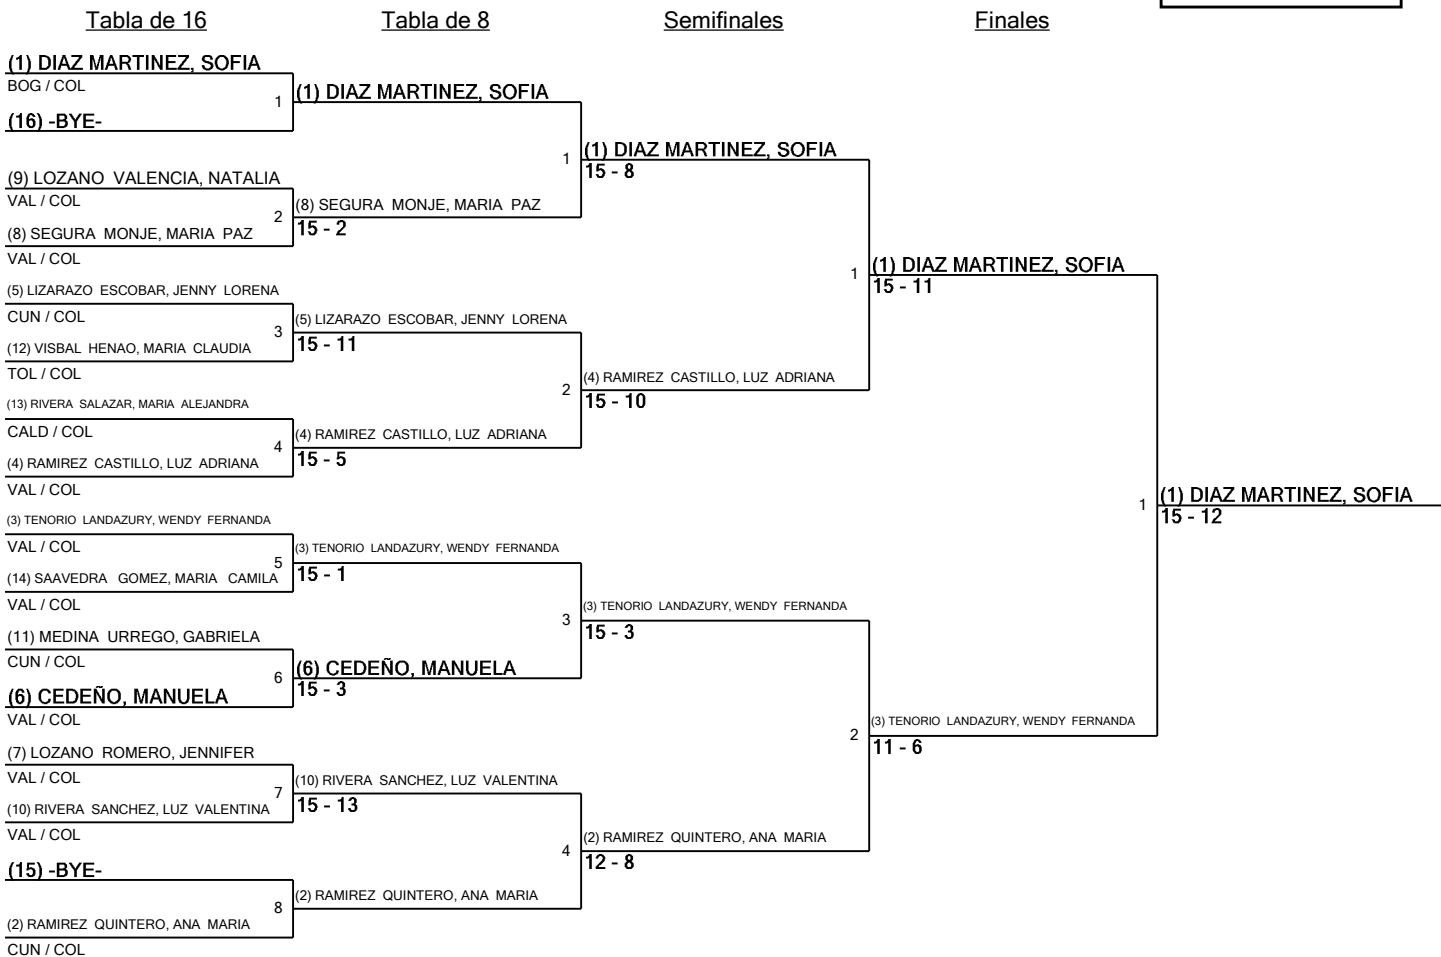 Tabla de 16
Tabla de 8
Semifinales
Finales
(1) DIAZ MARTINEZ, SOFIA
BOG / COL
1
(16) -BYE-
(9) LOZANO VALENCIA, NATALIA
VAL / COL
2
(8) SEGURA MONJE, MARIA PAZ
VAL / COL
(5) LIZARAZO ESCOBAR, JENNY LORENA
CUN / COL
3
(12) VISBAL HENAO, MARIA CLAUDIA
TOL / COL
(13) RIVERA SALAZAR, MARIA ALEJANDRA
CALD / COL
4
(4) RAMIREZ CASTILLO, LUZ ADRIANA
VAL / COL
(3) TENORIO LANDAZURY, WENDY FERNANDA
VAL / COL
5
(14) SAAVEDRA GOMEZ, MARIA CAMILA
VAL / COL
(11) MEDINA URREGO, GABRIELA
CUN / COL
6
(6) CEDEÑO, MANUELA
VAL / COL
(7) LOZANO ROMERO, JENNIFER
VAL / COL
7
(10) RIVERA SANCHEZ, LUZ VALENTINA
VAL / COL
(15) -BYE-
8
(2) RAMIREZ QUINTERO, ANA MARIA
CUN / COL
(1) DIAZ MARTINEZ, SOFIA
1
(8) SEGURA MONJE, MARIA PAZ
15 - 2
(5) LIZARAZO ESCOBAR, JENNY LORENA
15 - 11
2
(4) RAMIREZ CASTILLO, LUZ ADRIANA
15 - 5
(3) TENORIO LANDAZURY, WENDY FERNANDA
15 - 1
3
(6) CEDEÑO, MANUELA
15 - 3
(10) RIVERA SANCHEZ, LUZ VALENTINA
15 - 13
4
(2) RAMIREZ QUINTERO, ANA MARIA
(1) DIAZ MARTINEZ, SOFIA
15 - 8
1
(4) RAMIREZ CASTILLO, LUZ ADRIANA
15 - 10
(3) TENORIO LANDAZURY, WENDY FERNANDA
15 - 3
2
(2) RAMIREZ QUINTERO, ANA MARIA
12 - 8
(1) DIAZ MARTINEZ, SOFIA
15 - 11
1
(3) TENORIO LANDAZURY, WENDY FERNANDA
11 - 6
(1) DIAZ MARTINEZ, SOFIA
15 - 12